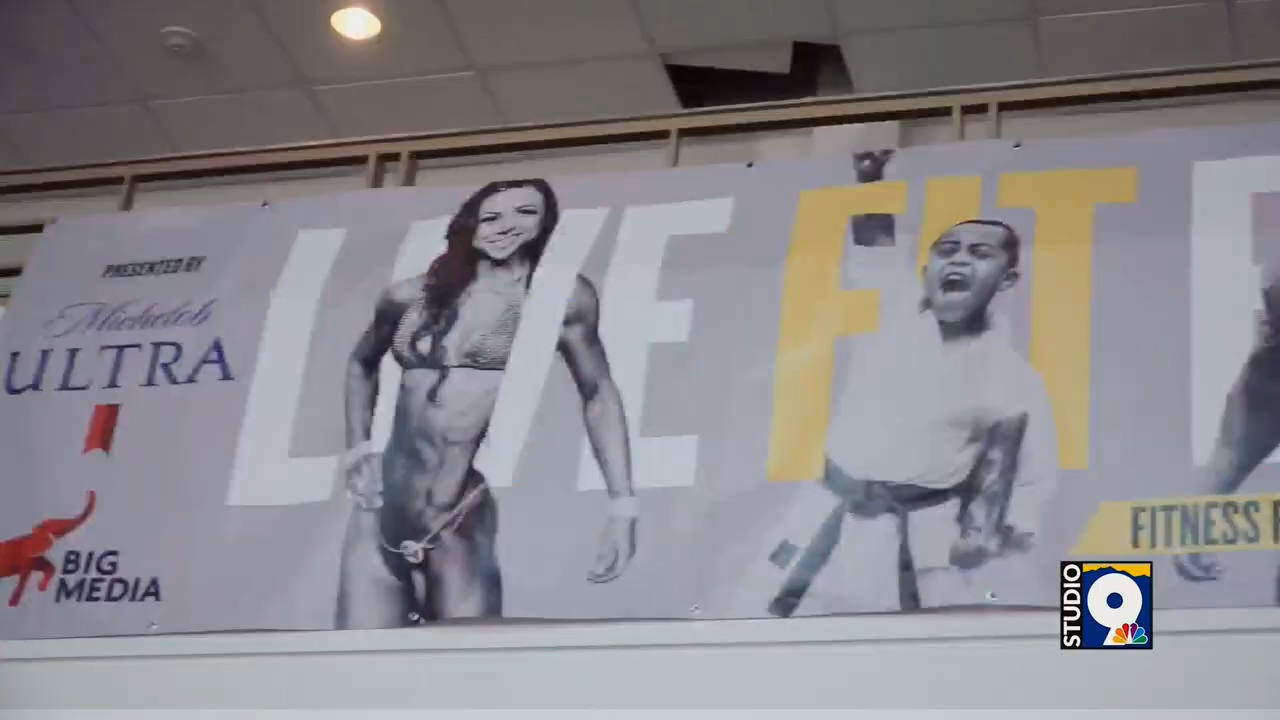 PRESENTED BY
Michelob
ULTRA
BIG
MEDIA
LIVE FIT
FITNESS
STUDIO
9